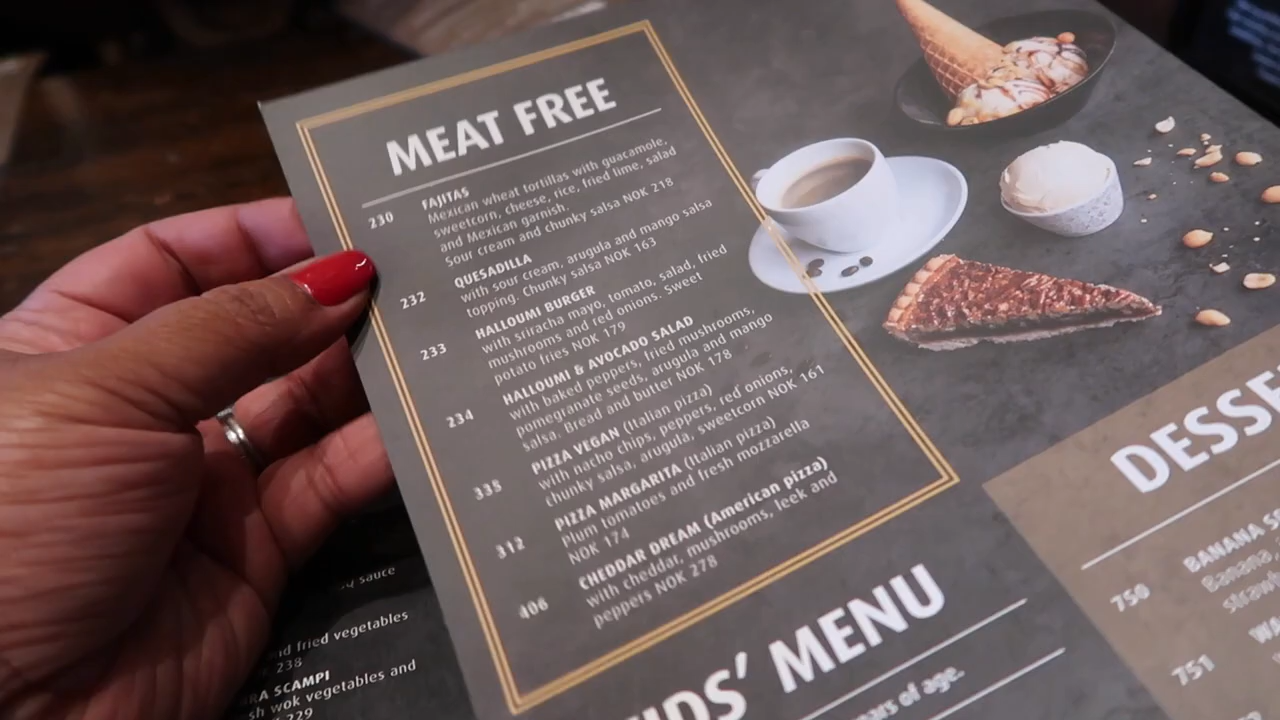 MEAT FREE
230 FAJITAS
Mexican wheat tortillas with guacamole,
sweetcorn, cheese, rice, fried lime, salad
and Mexican garnish.
sour cream and chunky salsa NOK 218
232 QUESADILLA
with sour cream, arugula and mango salsa
topping. Chunky salsa NOK 163
233 HALLOUMI BURGER
with sriracha mayo, tomato, salad, fried
mushrooms and red onions. Sweet
potato fries NOK 179
234 HALLOUMI & AVOCADO SALAD
with baked peppers, fried mushrooms,
pomegranate seeds, arugula and mango
salsa. Bread and butter NOK 178
335 PIZZA VEGAN (Italian pizza)
with nacho chips, peppers, red onions,
chunky salsa, arugula, sweetcorn NOK 161
312 PIZZA MARGARITA (Italian pizza)
Plum tomatoes and fresh mozzarella
NOK 174
406 CHEDDAR DREAM (American pizza)
with cheddar, mushrooms, leek and
peppers NOK 278
MENU
of age.
750 BANANA
Banana
751
sauce
fried vegetables
238
SCAMPI
wok vegetables and
229